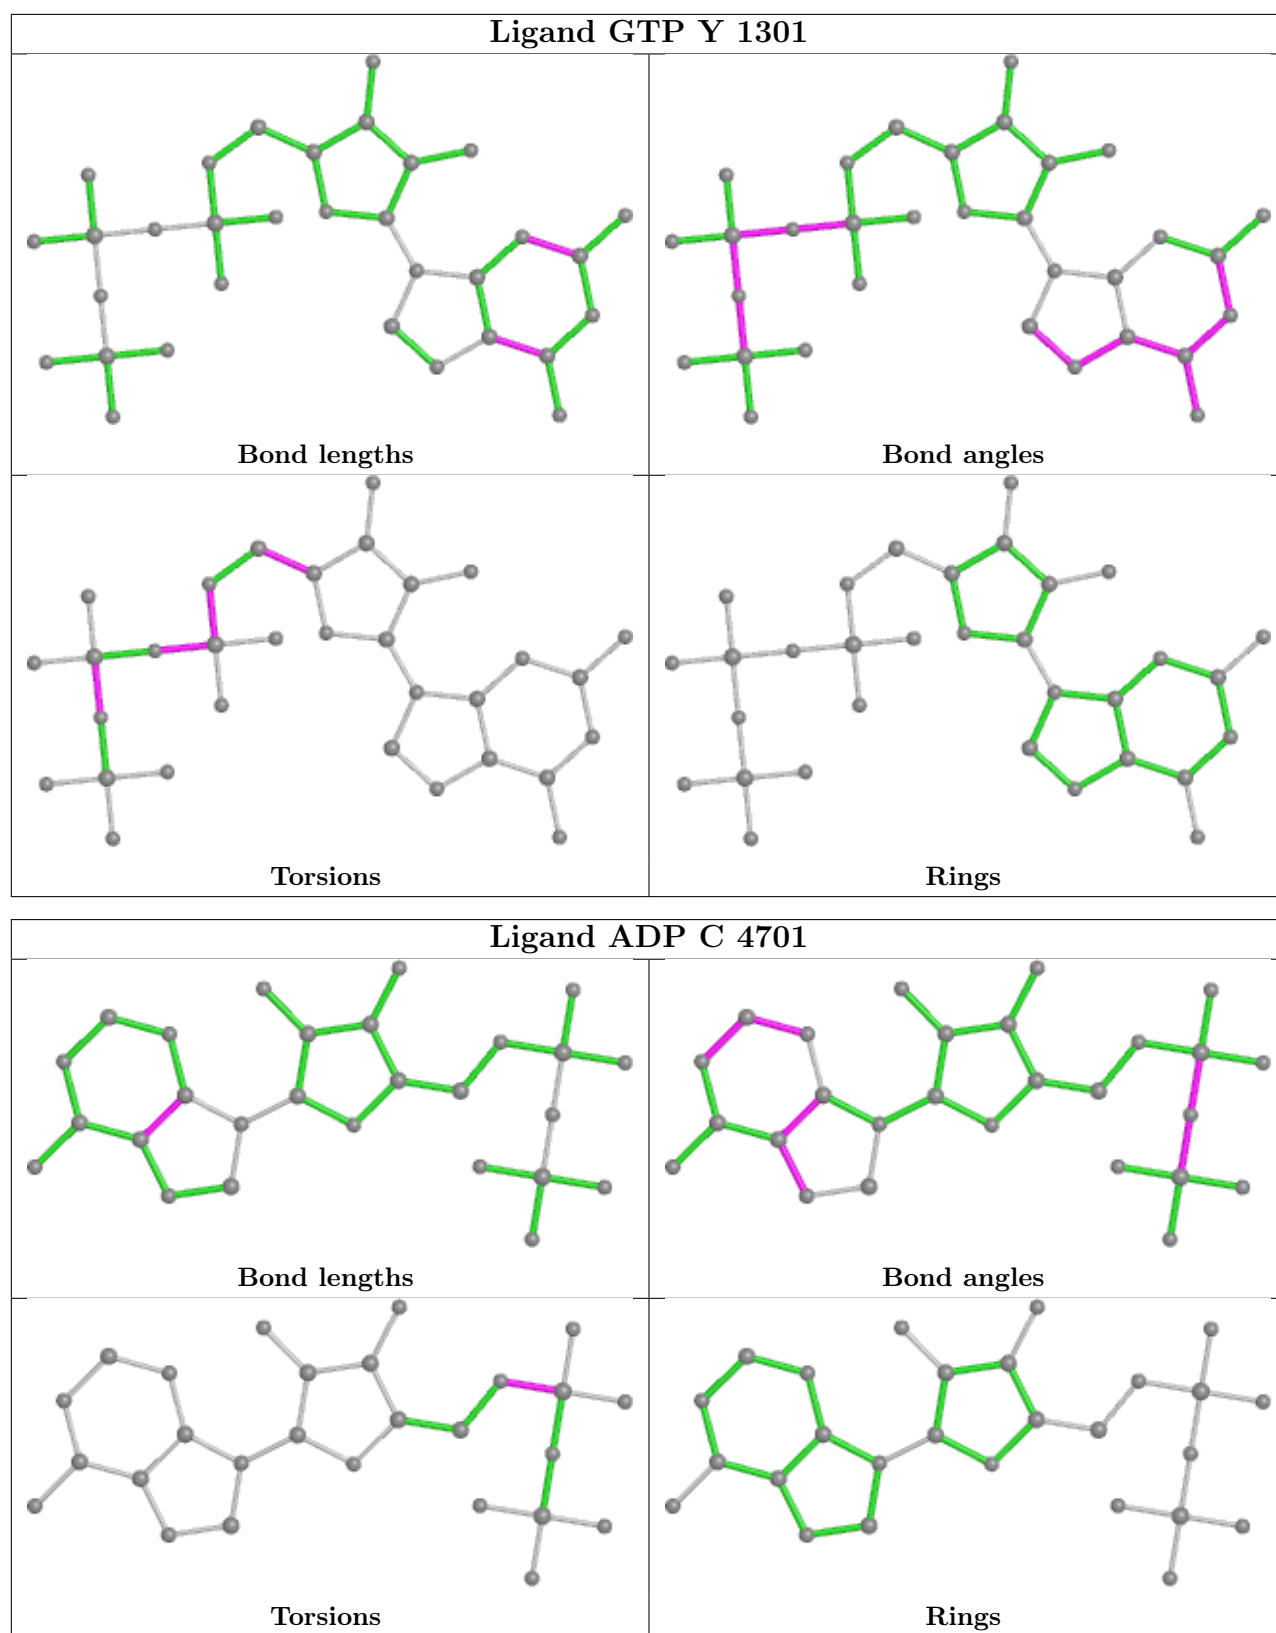 Ligand GTP Y 1301
Bond lengths
Bond angles
Torsions
Rings
Ligand ADP C 4701
Bond lengths
Bond angles
Torsions
Rings